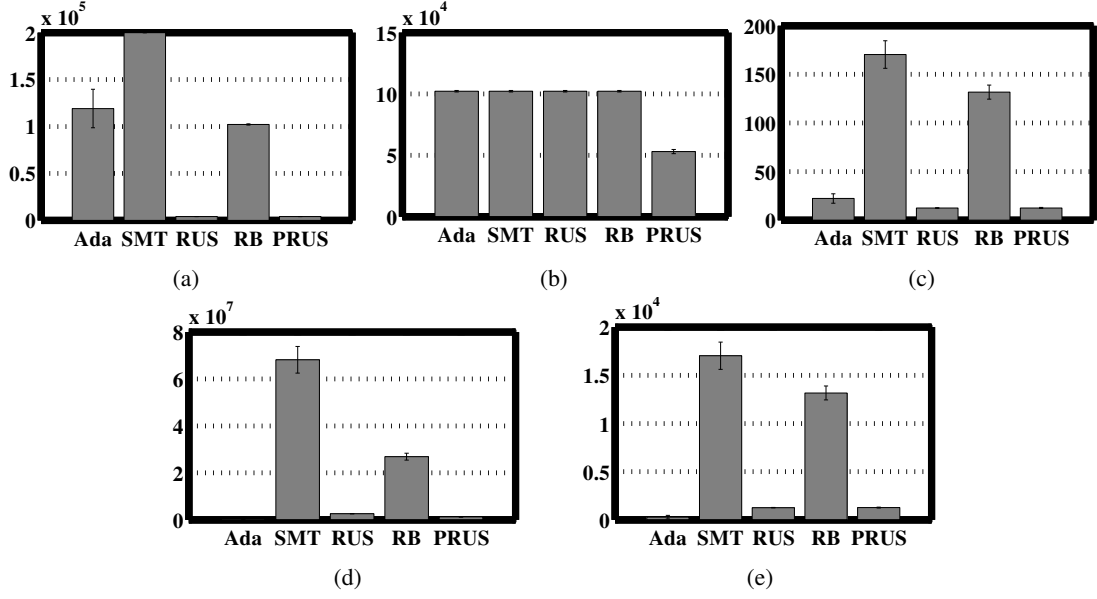 x 10^5
2
1.5
1
0.5
0
Ada SMT RUS RB PRUS
(a)
x 10^4
15
10
5
0
Ada SMT RUS RB PRUS
(b)
200
150
100
50
0
Ada SMT RUS RB PRUS
(c)
x 10^7
8
6
4
2
0
Ada SMT RUS RB PRUS
(d)
x 10^4
2
1.5
1
0.5
0
Ada SMT RUS RB PRUS
(e)